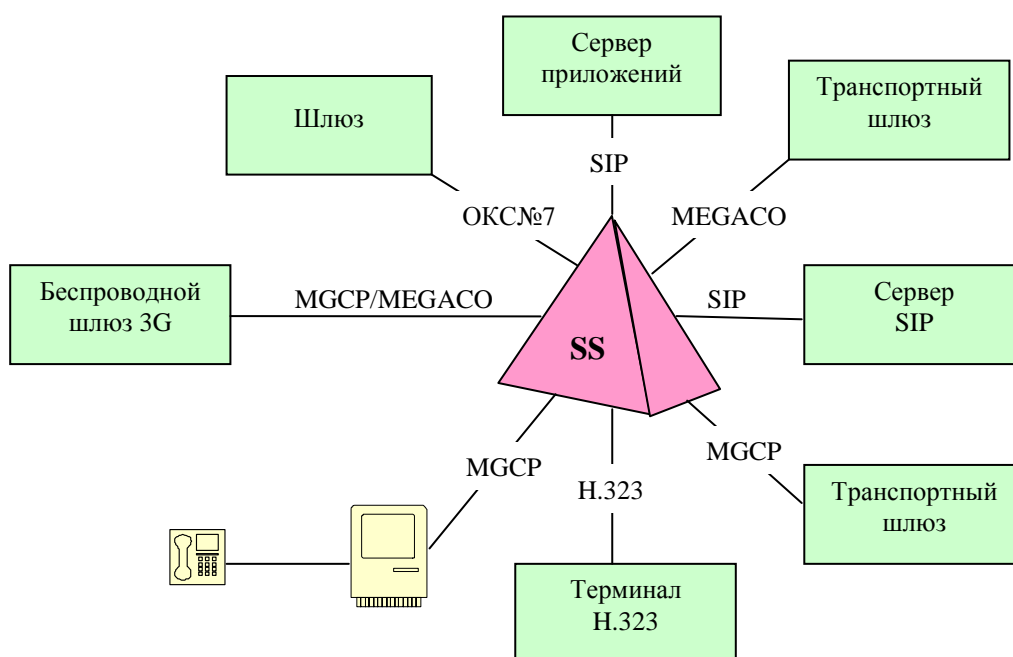 Сервер
приложений
Шлюз
Транспортный
шлюз
SIP
ОКС№7
MEGACO
Беспроводной
шлюз 3G
MGCP/MEGACO
SIP
Сервер
SIP
SS
MGCP
H.323
MGCP
Транспортный
шлюз
Терминал
H.323